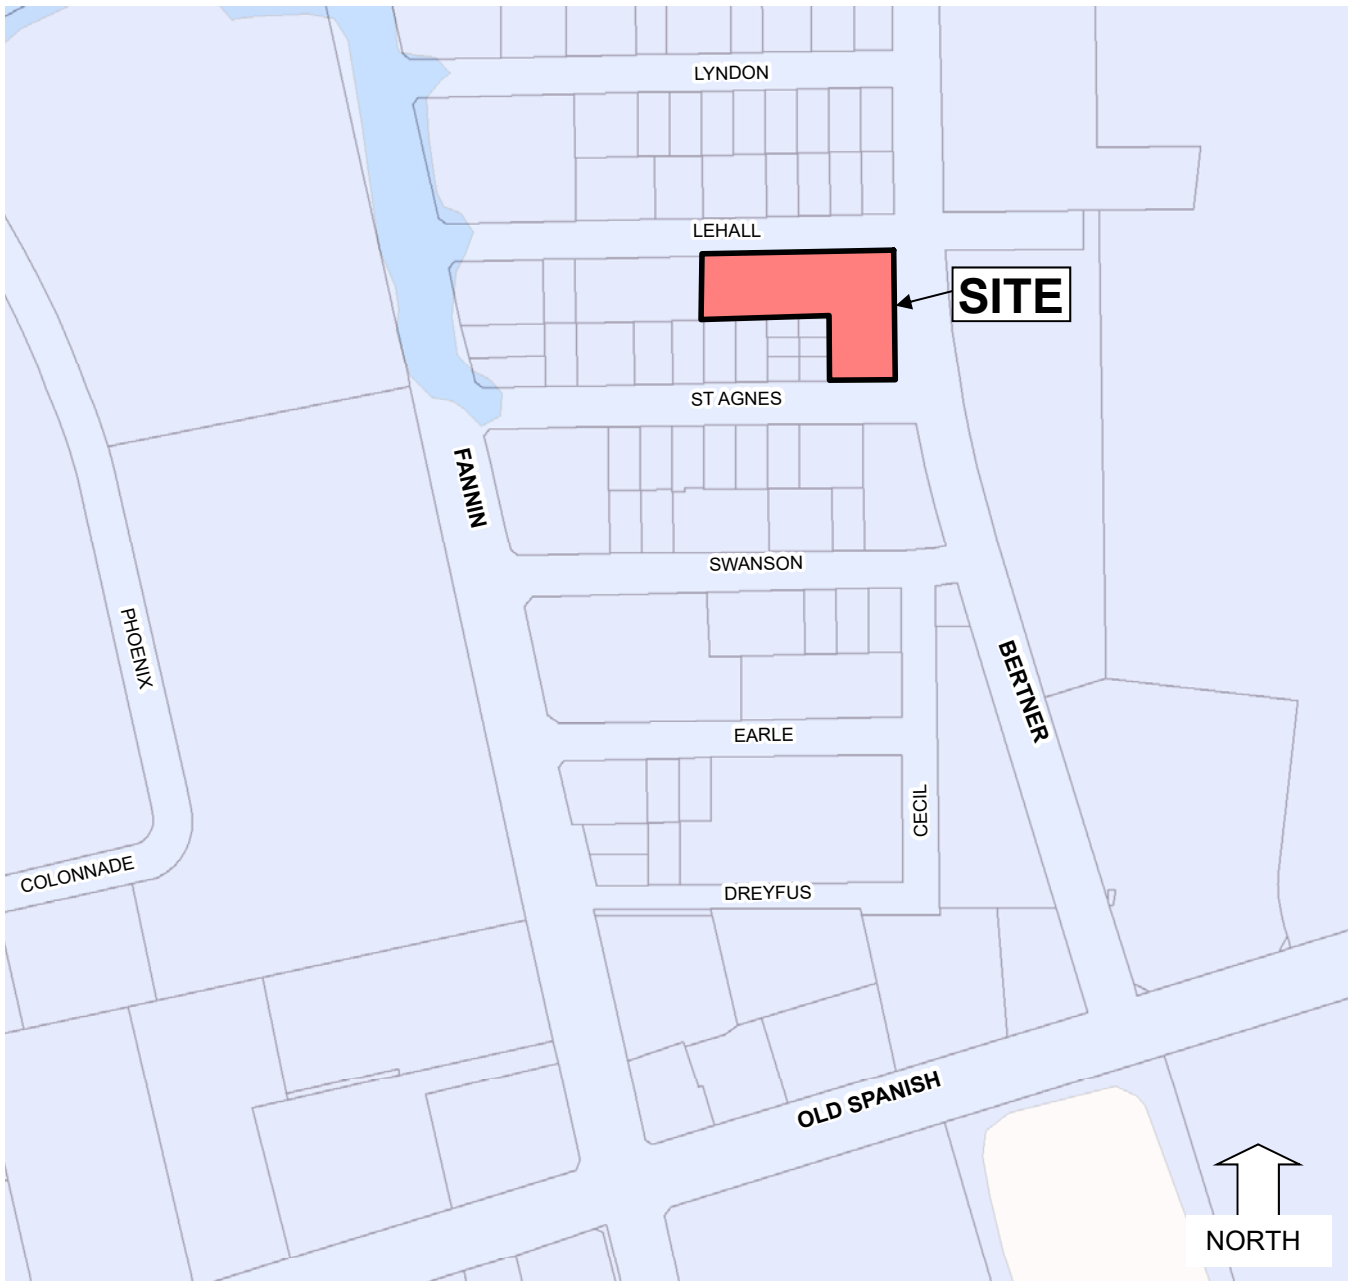 LYNDON
LEHALL
SITE
ST AGNES
FANNIN
SWANSON
PHOENIX
BERTNER
EARLE
CECIL
COLONNADE
DREYFUS
OLD SPANISH
NORTH